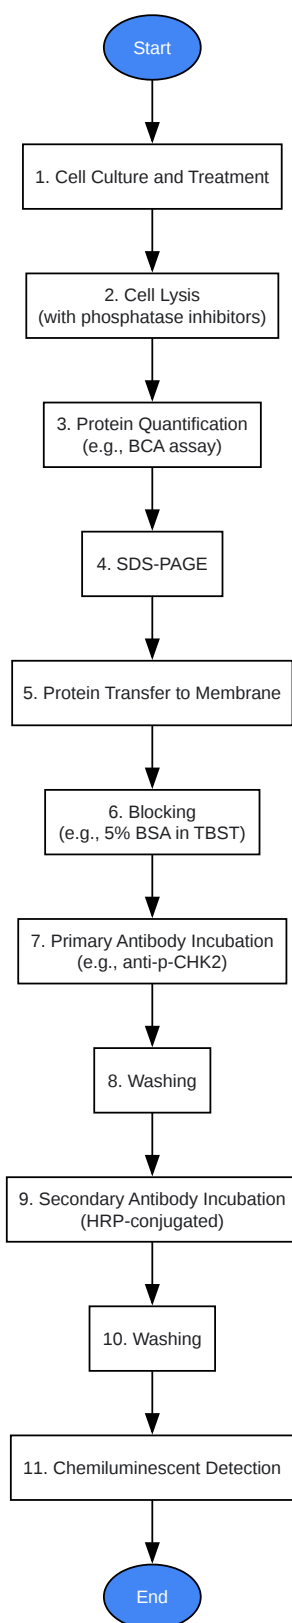 Start
1. Cell Culture and Treatment
2. Cell Lysis
(with phosphatase inhibitors)
3. Protein Quantification
(e.g., BCA assay)
4. SDS-PAGE
5. Protein Transfer to Membrane
6. Blocking
(e.g., 5% BSA in TBST)
7. Primary Antibody Incubation
(e.g., anti-p-CHK2)
8. Washing
9. Secondary Antibody Incubation
(HRP-conjugated)
10. Washing
11. Chemiluminescent Detection
End